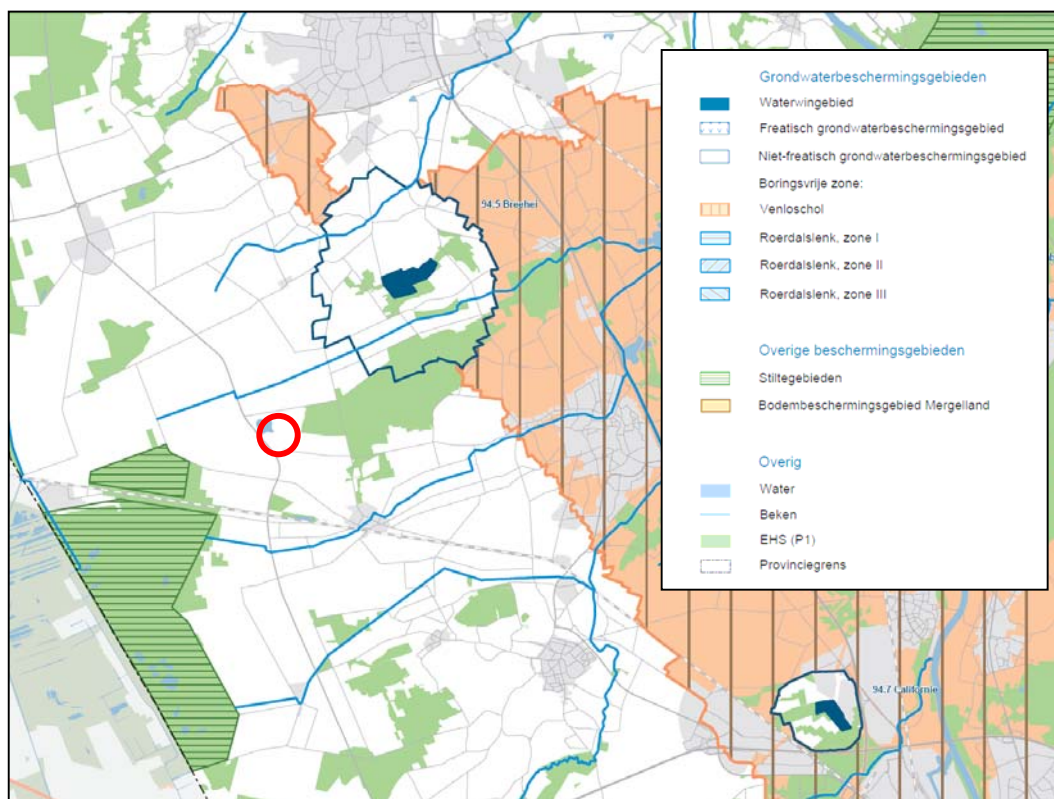 Grondwaterbeschermingsgebieden
Waterwingebied
Freatisch grondwaterbeschermingsgebied
Niet-freatisch grondwaterbeschermingsgebied
Boringsvrije zone:
Venloschol
Roerdalslenk, zone I
Roerdalslenk, zone II
Roerdalslenk, zone III
Overige beschermingsgebieden
Stiltegebieden
Bodembeschermingsgebied Mergelland
Overig
Water
Beken
EHS (P1)
Provinciegrens
94.5 Breehei
94.7 Californie